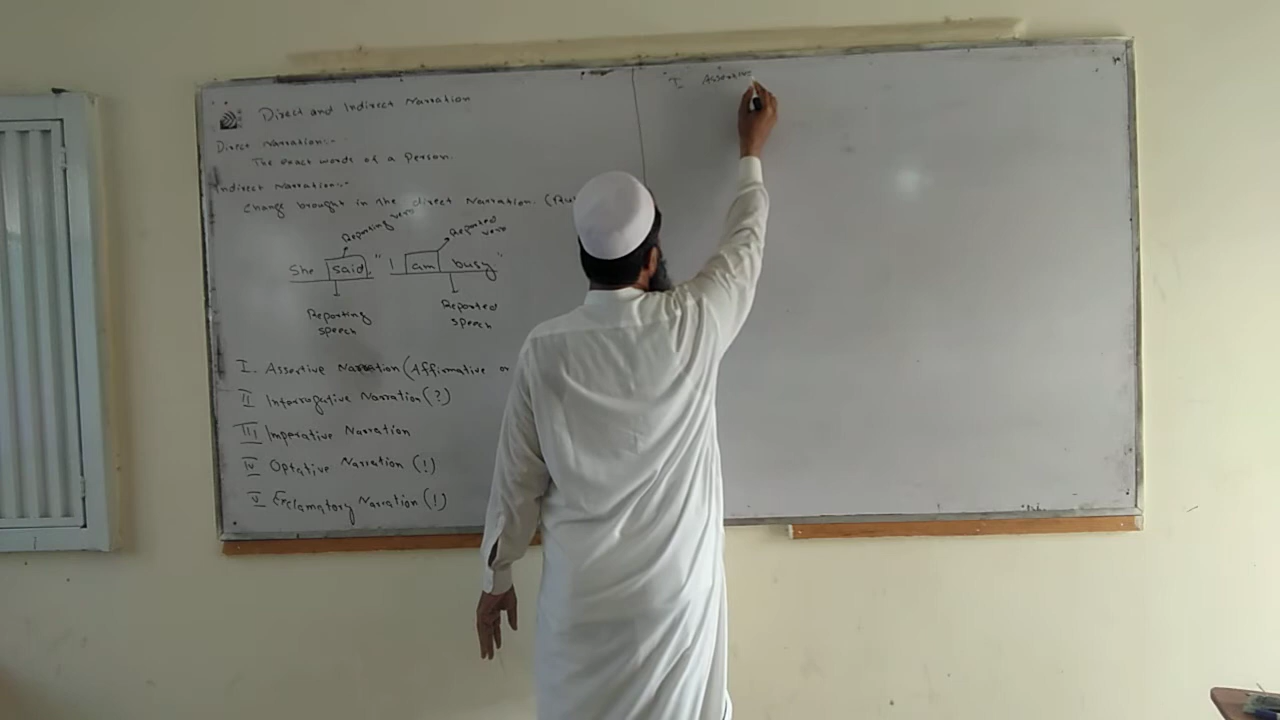 Direct and Indirect Narration
Direct Narration:-
The exact words of a Person.
Indirect Narration:-
Change brought in the direct Narration. (
Reporting verb
Reported verb
She said, "I am busy"
Reporting speech
Reported speech
I. Assertive Narration (Affirmative or
II Interrogative Narration (?)
III Imperative Narration
IV Optative Narration (!)
V Exclamatory Narration (!)
I Assertiv